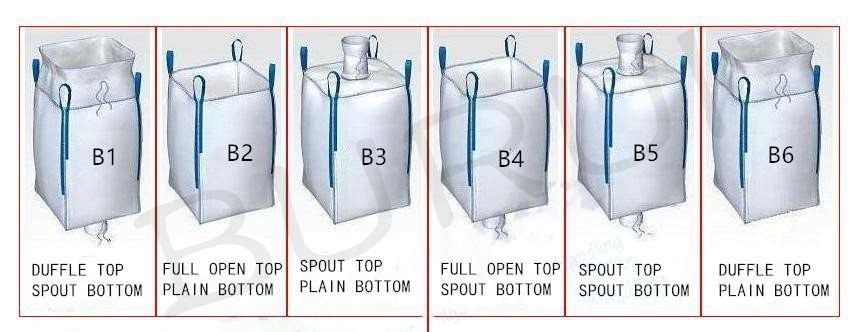 B1
DUFFLE TOP
SPOUT BOTTOM
B2
FULL OPEN TOP
PLAIN BOTTOM
B3
SPOUT TOP
PLAIN BOTTOM
B4
FULL OPEN TOP
SPOUT BOTTOM
B5
SPOUT TOP
SPOUT BOTTOM
B6
DUFFLE TOP
PLAIN BOTTOM